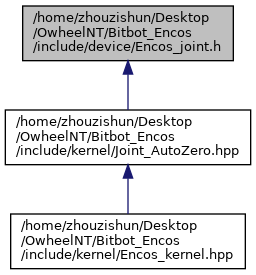 /home/zhouzishun/Desktop
/OwheelNT/Bitbot_Encos
/include/device/Encos_joint.h
/home/zhouzishun/Desktop
/OwheelNT/Bitbot_Encos
/include/kernel/Joint_AutoZero.hpp
/home/zhouzishun/Desktop
/OwheelNT/Bitbot_Encos
/include/kernel/Encos_kernel.hpp